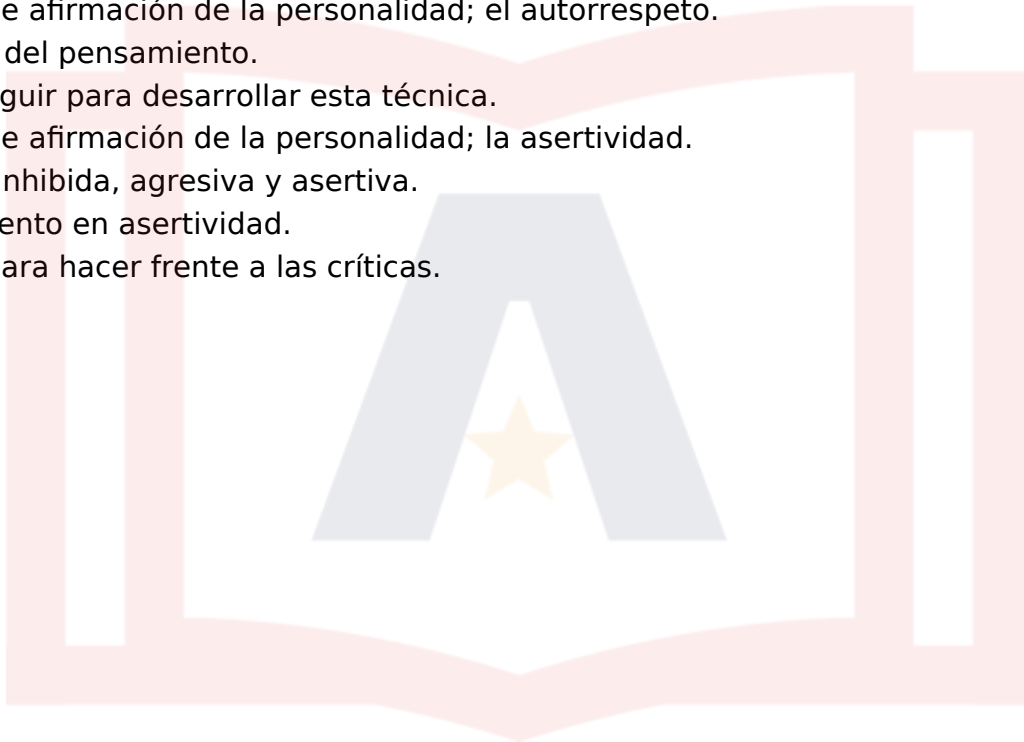 e afirmación de la personalidad; el autorrespeto.
del pensamiento.
guir para desarrollar esta técnica.
e afirmación de la personalidad; la asertividad.
nhibida, agresiva y asertiva.
ento en asertividad.
ara hacer frente a las críticas.